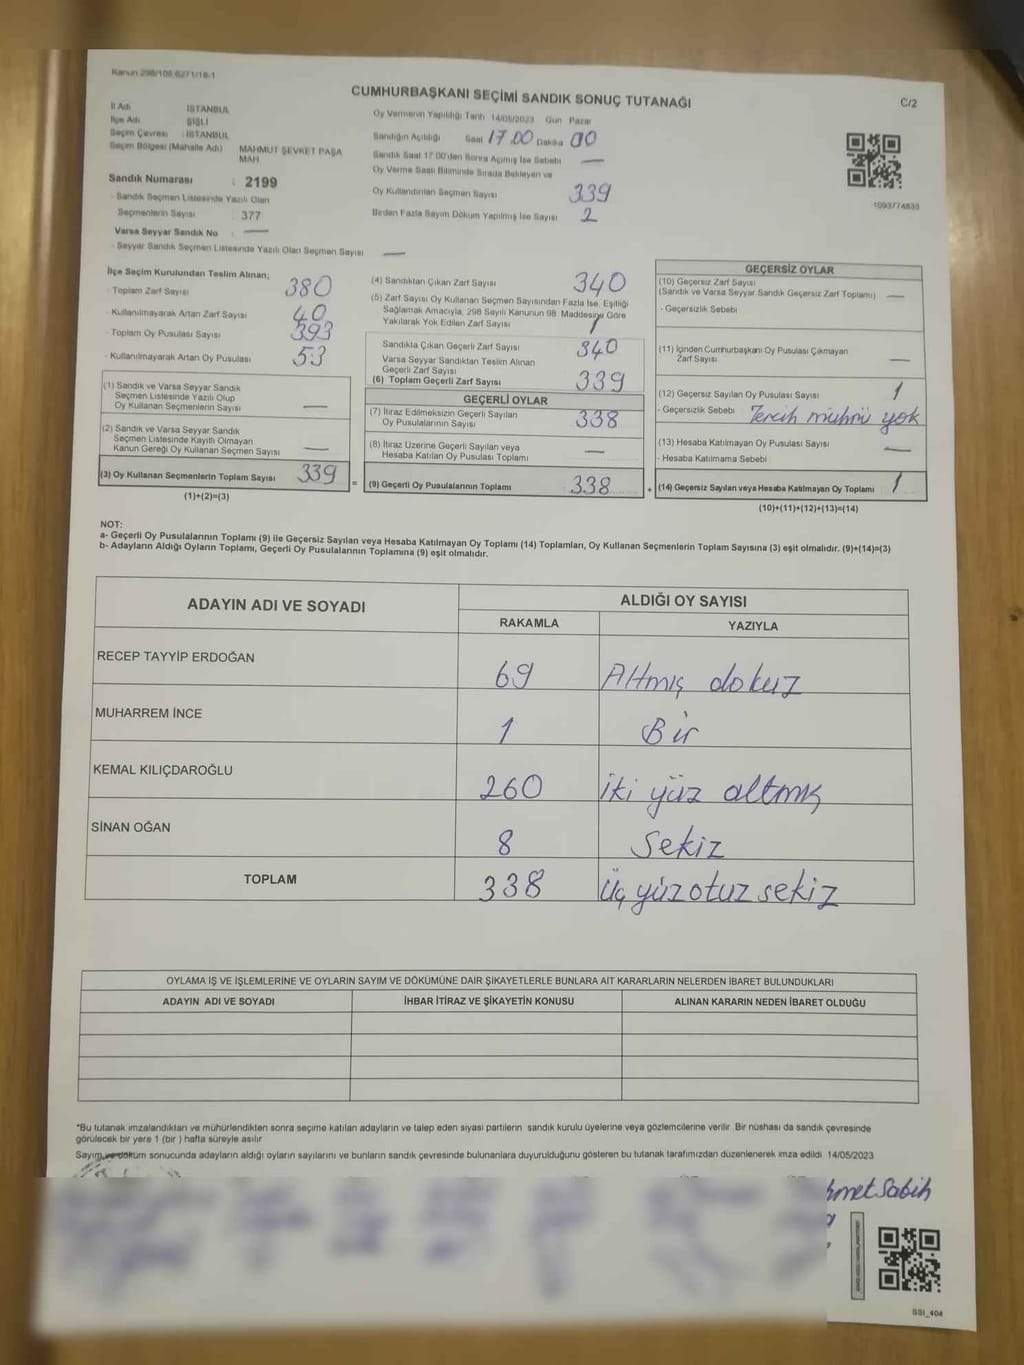 Kanun 298/106 6271/18/1
CUMHURBAŞKANI SEÇİMİ SANDIK SONUÇ TUTANAĞI
C/2
İl Adı İSTANBUL
İlçe Adı ŞİŞLİ
Seçim Çevresi : İSTANBUL
Seçim Bölgesi (Mahalle Adı) MAHMUT ŞEVKET PAŞA MAH
Sandık Numarası : 2199
- Sandık Seçmen Listesinde Yazılı Olan
Seçmenlerin Sayısı 377
Varsa Seyyar Sandık No : —
- Seyyar Sandık Seçmen Listesinde Yazılı Olan Seçmen Sayısı —
Oy Vermenin Yapıldığı Tarih 14/05/2023 Gün Pazar
Sandığın Açıldığı Saat 17.00 Dakika 00
Sandık Saat 17 00'den Sonra Açılmış İse Sebebi —
Oy Verme Saati Bitiminde Sırada Bekleyen ve
Oy Kullandırılan Seçmen Sayısı 339
Birden Fazla Sayım Döküm Yapılmış İse Sayısı 2
1093774835
İlçe Seçim Kurulundan Teslim Alınan;
- Toplam Zarf Sayısı 380
- Kullanılmayarak Artan Zarf Sayısı 40
- Toplam Oy Pusulası Sayısı 393
- Kullanılmayarak Artan Oy Pusulası 53
(1) Sandık ve Varsa Seyyar Sandık
Seçmen Listesinde Yazılı Olup
Oy Kullanan Seçmenlerin Sayısı —
(2) Sandık ve Varsa Seyyar Sandık
Seçmen Listesinde Kayıtlı Olmayan
Kanun Gereği Oy Kullanan Seçmen Sayısı —
(3) Oy Kullanan Seçmenlerin Toplam Sayısı 339
(1)+(2)=(3)
=
(4) Sandıktan Çıkan Zarf Sayısı 340
(5) Zarf Sayısı Oy Kullanan Seçmen Sayısından Fazla İse, Eşitliği
Sağlamak Amacıyla, 298 Sayılı Kanunun 98 Maddesine Göre
Yakılarak Yok Edilen Zarf Sayısı 1
Sandıkta Çıkan Geçerli Zarf Sayısı 340
Varsa Seyyar Sandıktan Teslim Alınan
Geçerli Zarf Sayısı
(6) Toplam Geçerli Zarf Sayısı 339
GEÇERLİ OYLAR
(7) İtiraz Edilmeksizin Geçerli Sayılan
Oy Pusulalarının Sayısı 338
(8) İtiraz Üzerine Geçerli Sayılan veya
Hesaba Katılan Oy Pusulası Toplamı —
(9) Geçerli Oy Pusulalarının Toplamı 338
+
GEÇERSİZ OYLAR
(10) Geçersiz Zarf Sayısı
(Sandık ve Varsa Seyyar Sandık Geçersiz Zarf Toplamı) —
- Geçersizlik Sebebi
(11) İçinden Cumhurbaşkanı Oy Pusulası Çıkmayan
Zarf Sayısı —
(12) Geçersiz Sayılan Oy Pusulası Sayısı 1
- Geçersizlik Sebebi Tercih mührü yok
(13) Hesaba Katılmayan Oy Pusulası Sayısı —
- Hesaba Katılmama Sebebi
(14) Geçersiz Sayılan veya Hesaba Katılmayan Oy Toplamı 1
(10)+(11)+(12)+(13)=(14)
NOT:
a- Geçerli Oy Pusulalarının Toplamı (9) ile Geçersiz Sayılan veya Hesaba Katılmayan Oy Toplamı (14) Toplamları, Oy Kullanan Seçmenlerin Toplam Sayısına (3) eşit olmalıdır. (9)+(14)=(3)
b- Adayların Aldığı Oyların Toplamı, Geçerli Oy Pusulalarının Toplamına (9) eşit olmalıdır.
ADAYIN ADI VE SOYADI ALDIĞI OY SAYISI
RAKAMLA YAZIYLA
RECEP TAYYİP ERDOĞAN 69 Altmış dokuz
MUHARREM İNCE 1 Bir
KEMAL KILIÇDAROĞLU 260 iki yüz altmış
SİNAN OĞAN 8 Sekiz
TOPLAM 338 Üç yüz otuz sekiz
OYLAMA İŞ VE İŞLEMLERİNE VE OYLARIN SAYIM VE DÖKÜMÜNE DAİR ŞİKAYETLERLE BUNLARA AİT KARARLARIN NELERDEN İBARET BULUNDUKLARI
ADAYIN ADI VE SOYADI İHBAR İTİRAZ VE ŞİKAYETİN KONUSU ALINAN KARARIN NEDEN İBARET OLDUĞU
*Bu tutanak imzalandıktan ve mühürlendikten sonra seçime katılan adayların ve talep eden siyasi partilerin sandık kurulu üyelerine veya gözlemcilerine verilir. Bir nüshası da sandık çevresinde
görülecek bir yere 1 (bir ) hafta süreyle asılır
Sayım ve döküm sonucunda adayların aldığı oyların sayılarını ve bunların sandık çevresinde bulunanlara duyurulduğunu gösteren bu tutanak tarafımızdan düzenlenerek imza edildi 14/05/2023
hmet Sabih
SSI_404